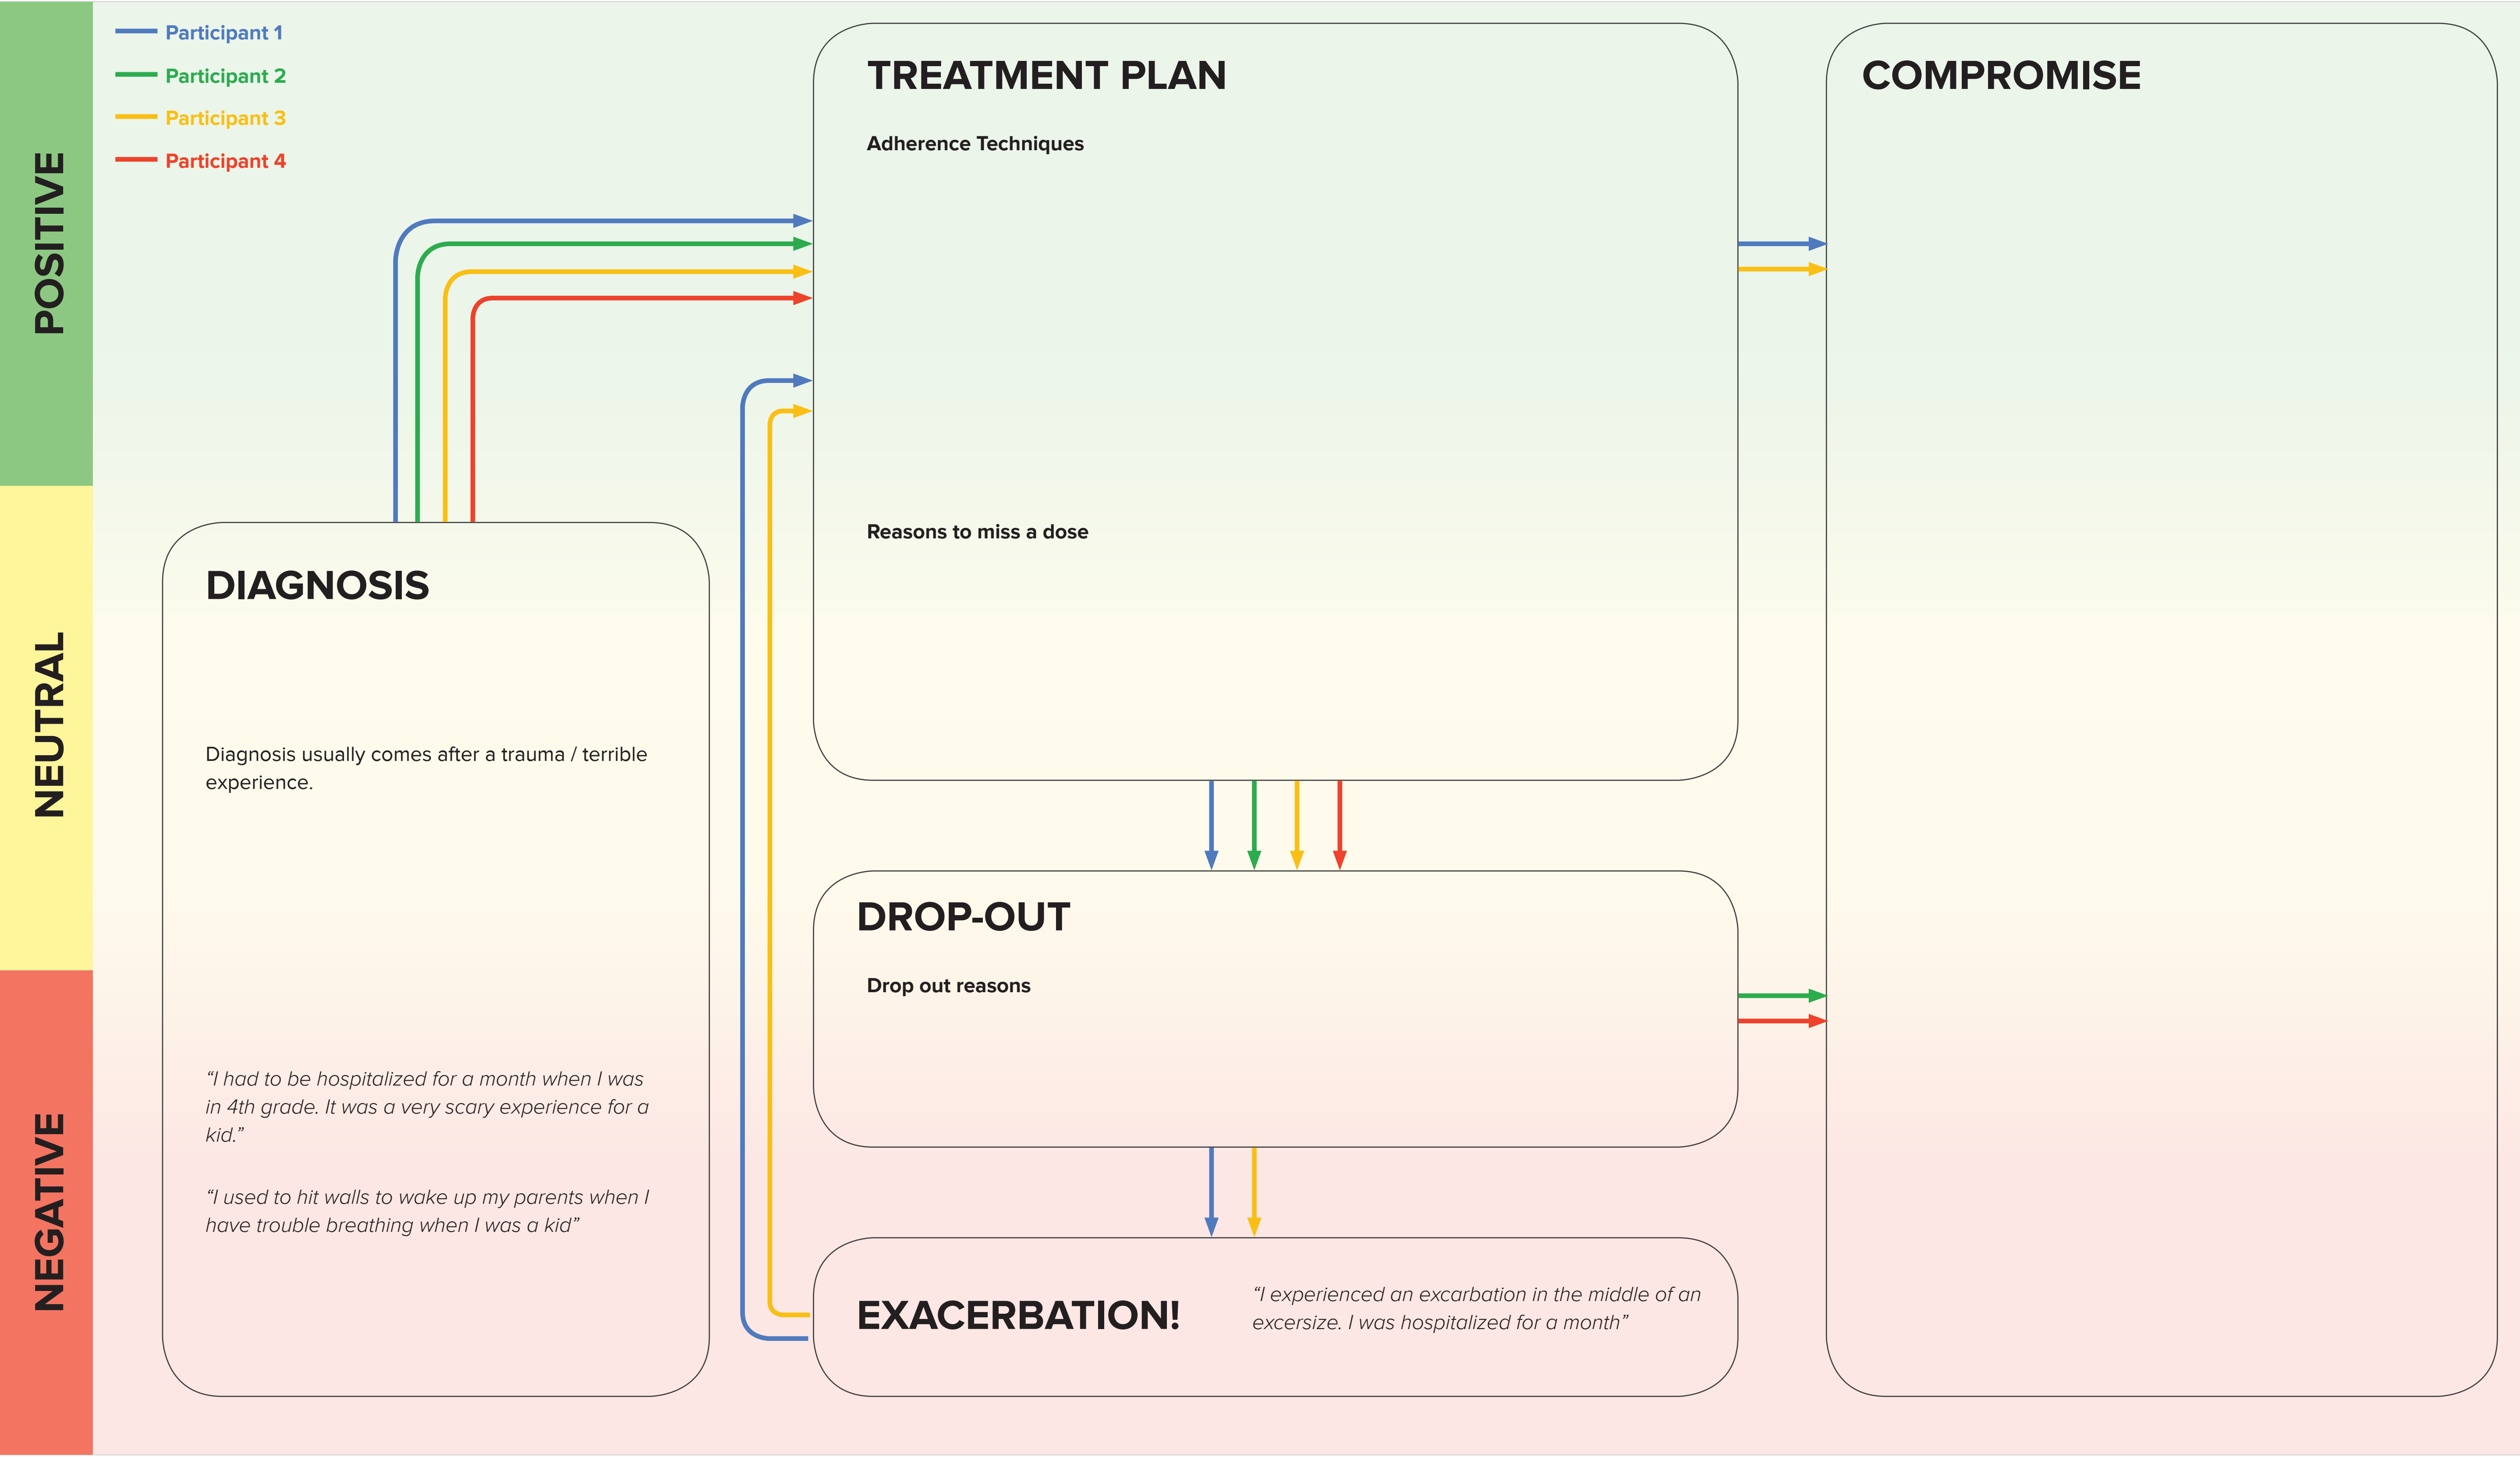 Participant 1
Participant 2
Participant 3
Participant 4
POSITIVE
NEUTRAL
NEGATIVE
DIAGNOSIS
Diagnosis usually comes after a trauma / terrible
experience.
“I had to be hospitalized for a month when I was
in 4th grade. It was a very scary experience for a
kid.”
“I used to hit walls to wake up my parents when I
have trouble breathing when I was a kid”
TREATMENT PLAN
Adherence Techniques
Reasons to miss a dose
DROP-OUT
Drop out reasons
EXACERBATION!
“I experienced an excarbation in the middle of an
excersize. I was hospitalized for a month”
COMPROMISE